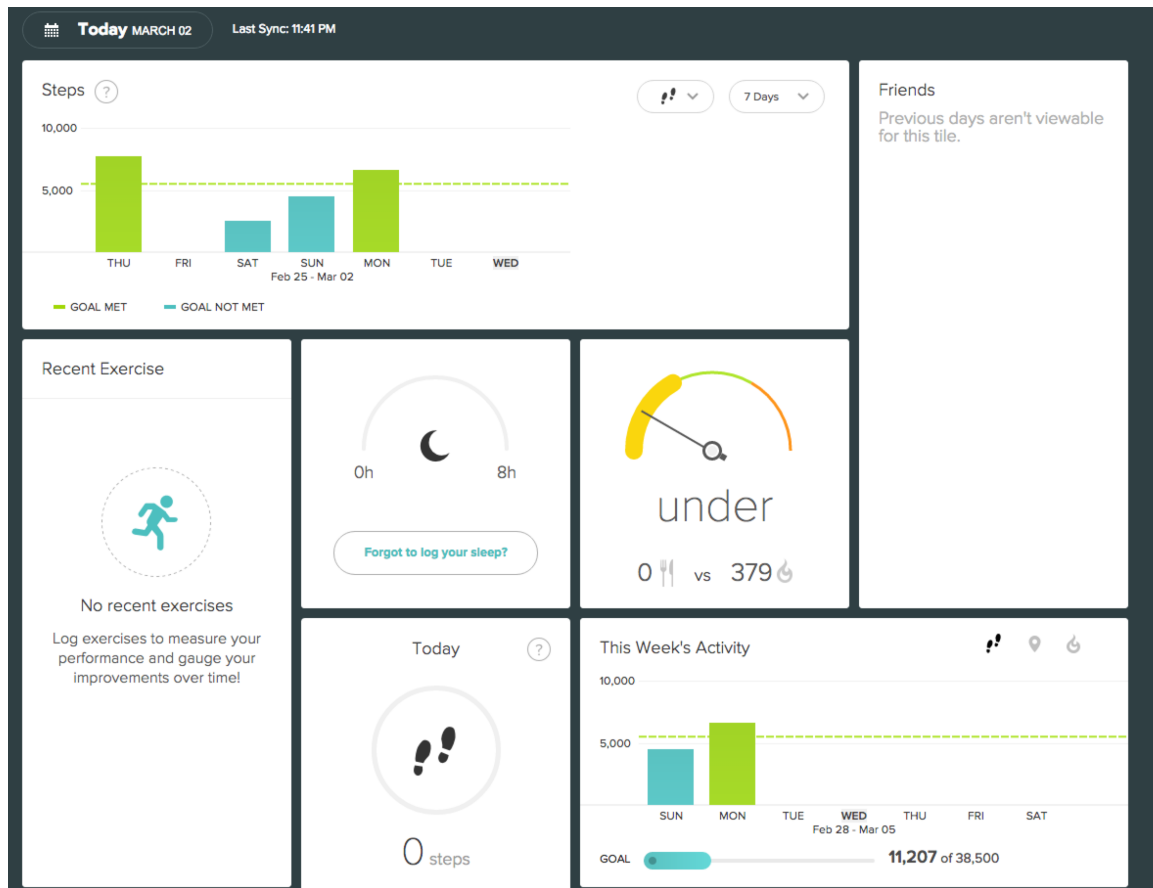 Today MARCH 02
Last Sync: 11:41 PM
Steps ?
7 Days
10,000
5,000
THU FRI SAT SUN MON TUE WED
Feb 25 - Mar 02
GOAL MET GOAL NOT MET
Friends
Previous days aren't viewable
for this tile.
Recent Exercise
No recent exercises
Log exercises to measure your
performance and gauge your
improvements over time!
0h 8h
Forgot to log your sleep?
under
0 vs 379
Today ?
0 steps
This Week's Activity
10,000
5,000
SUN MON TUE WED THU FRI SAT
Feb 28 - Mar 05
GOAL 11,207 of 38,500